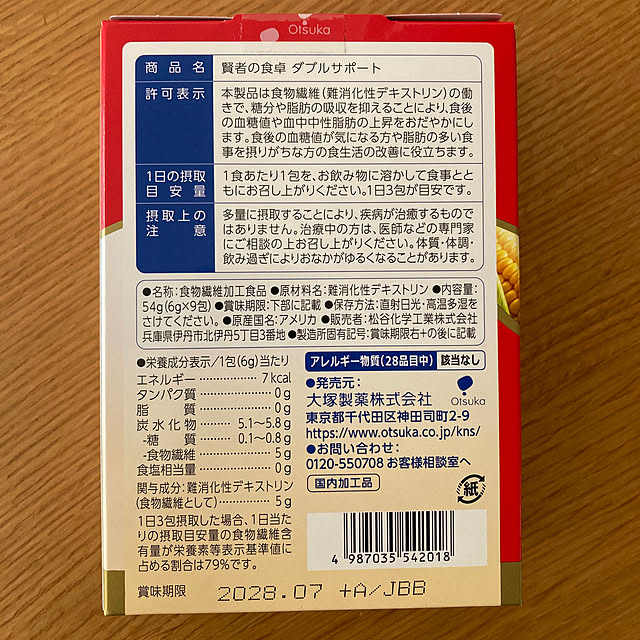 Otsuka
商品名 賢者の食卓 ダブルサポート
許可表示 本製品は食物繊維(難消化性デキストリン)の働
きで、糖分や脂肪の吸収を抑えることにより、食後
の血糖値や血中中性脂肪の上昇をおだやかにし
ます。食後の血糖値が気になる方や脂肪の多い食
事を摂りがちな方の食生活の改善に役立ちます。
1日の摂取 1食あたり1包を、お飲み物に溶かして食事とと
目安量 もにお召し上がりください。1日3包が目安です。
摂取上の 多量に摂取することにより、疾病が治癒するもので
注意 はありません。治療中の方は、医師などの専門家
にご相談の上お召し上がりください。体質・体調・
飲み過ぎによりおなかがゆるくなることがあります。
●名称:食物繊維加工食品 ●原材料名:難消化性デキストリン ●内容量:
54g(6g×9包) ●賞味期限:下部に記載 ●保存方法:直射日光・高温多湿を
さけてください。 ●原産国名:アメリカ ●販売者:松谷化学工業株式会社
兵庫県伊丹市北伊丹5丁目3番地 ●製造所固有記号:賞味期限右+の後に記載
●栄養成分表示/1包(6g)当たり
エネルギー………… 7kcal
タンパク質………… 0g
脂質………… 0g
炭水化物………… 5.1〜5.8g
-糖質………… 0.1〜0.8g
-食物繊維………… 5g
食塩相当量………… 0g
関与成分:難消化性デキストリン
(食物繊維として)………… 5g
1日3包摂取した場合、1日当た
りの摂取目安量の食物繊維含
有量が栄養素等表示基準値に
占める割合は79%です。
アレルギー物質(28品目中) 該当なし
●発売元:
大塚製薬株式会社
Otsuka
東京都千代田区神田司町2-9
https://www.otsuka.co.jp/kns/
●お問い合わせ:
0120-550708 お客様相談室へ
国内加工品
紙
4 987035 542018
賞味期限 2028.07 +A/JBB